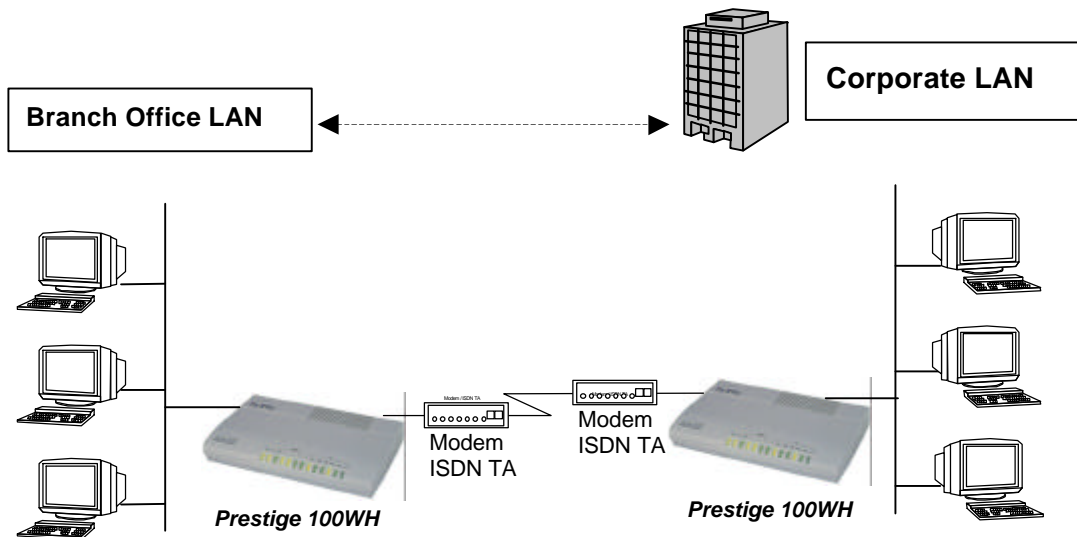 Corporate LAN
Branch Office LAN
Modem / ISDN TA
Modem
ISDN TA
Modem
ISDN TA
Prestige 100WH
Prestige 100WH